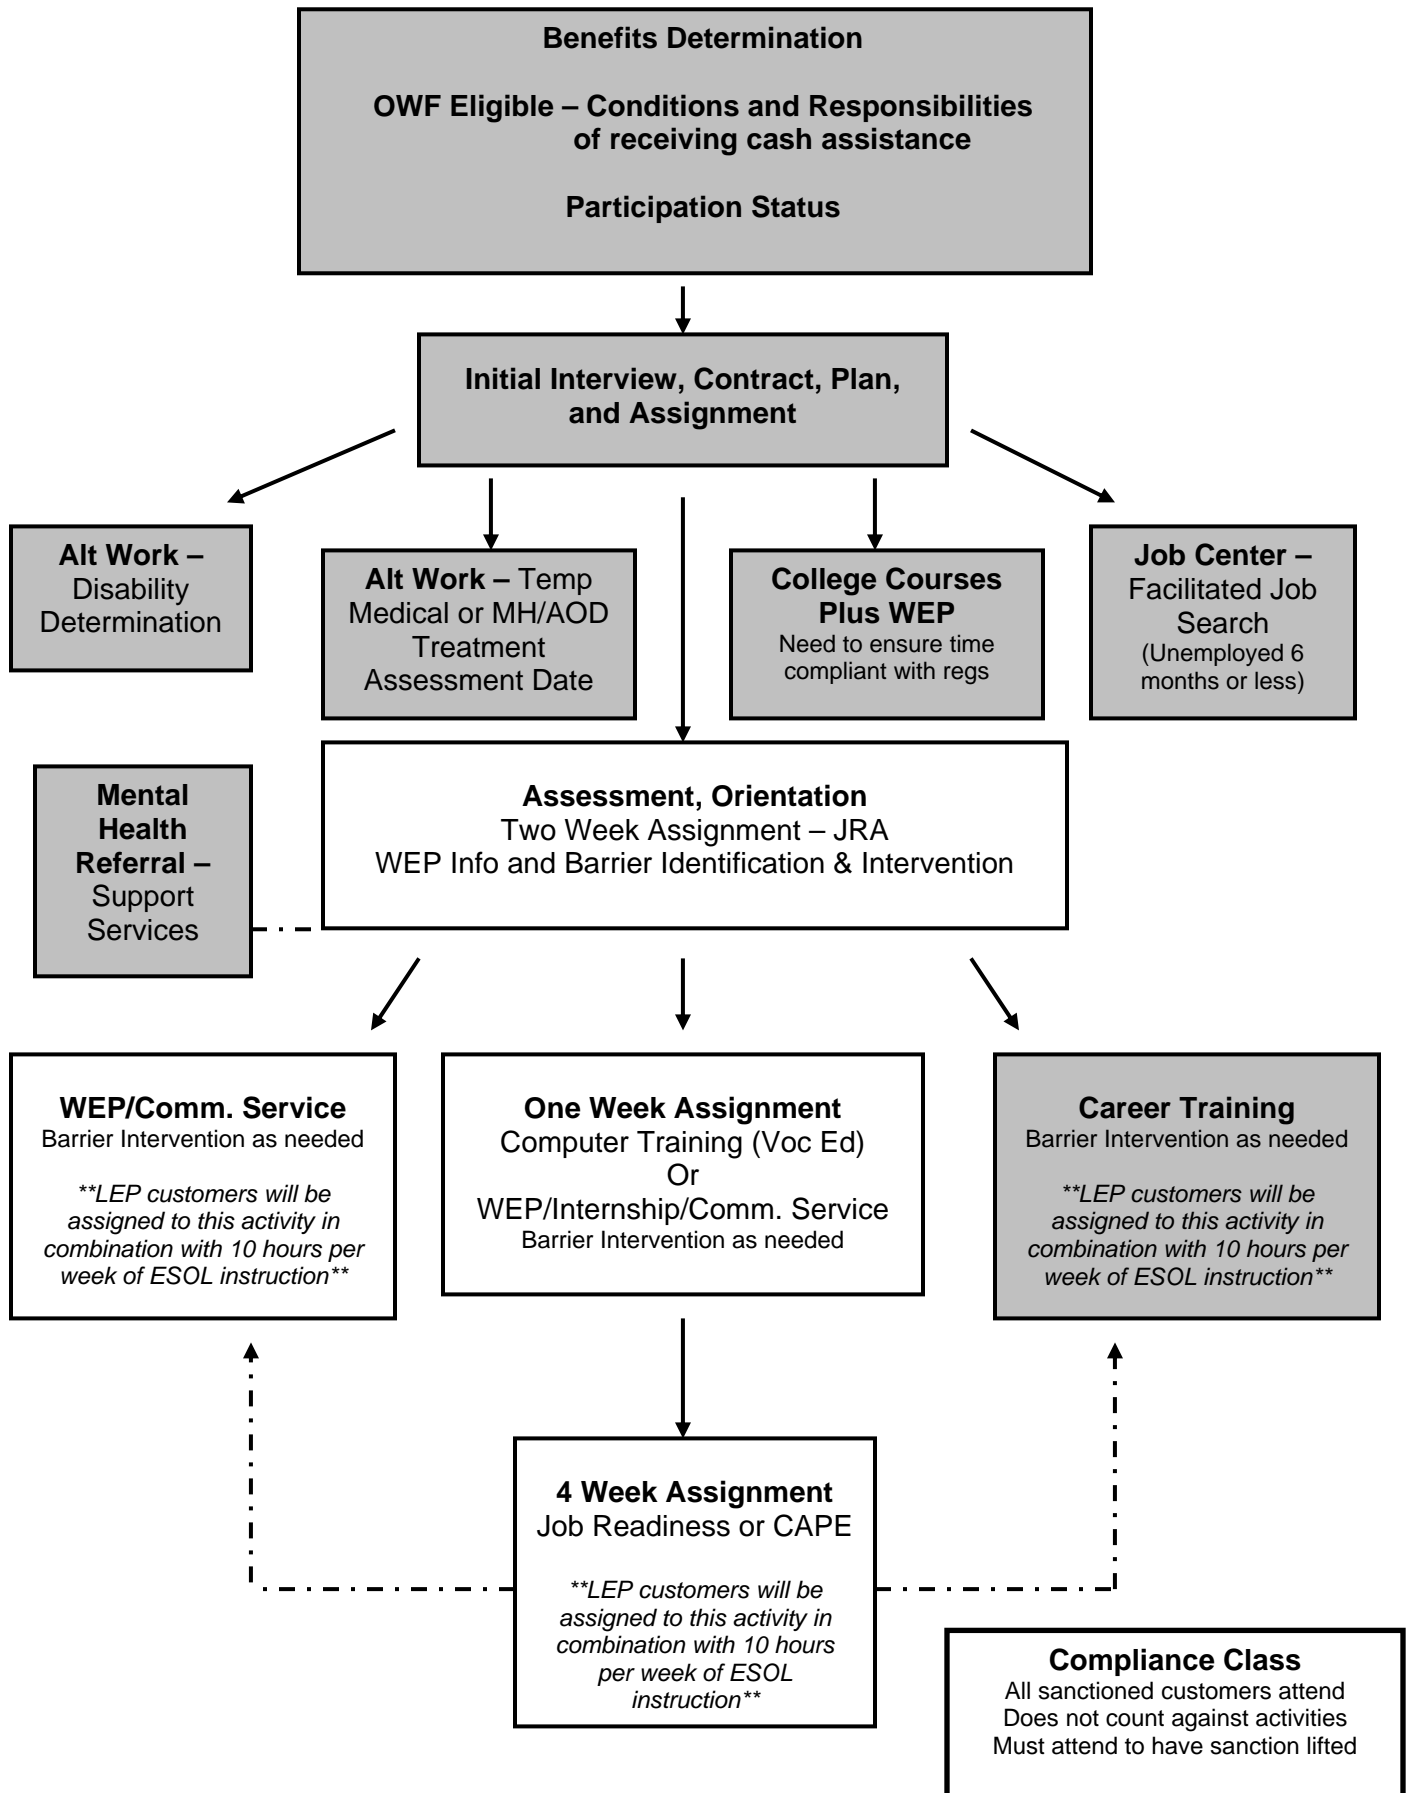 Benefits Determination
OWF Eligible – Conditions and Responsibilities
of receiving cash assistance
Participation Status
Initial Interview, Contract, Plan,
and Assignment
Alt Work –
Disability
Determination
Alt Work – Temp
Medical or MH/AOD
Treatment
Assessment Date
College Courses
Plus WEP
Need to ensure time
compliant with regs
Job Center –
Facilitated Job
Search
(Unemployed 6
months or less)
Mental
Health
Referral –
Support
Services
Assessment, Orientation
Two Week Assignment – JRA
WEP Info and Barrier Identification & Intervention
WEP/Comm. Service
Barrier Intervention as needed
**LEP customers will be
assigned to this activity in
combination with 10 hours per
week of ESOL instruction**
One Week Assignment
Computer Training (Voc Ed)
Or
WEP/Internship/Comm. Service
Barrier Intervention as needed
Career Training
Barrier Intervention as needed
**LEP customers will be
assigned to this activity in
combination with 10 hours per
week of ESOL instruction**
4 Week Assignment
Job Readiness or CAPE
**LEP customers will be
assigned to this activity in
combination with 10 hours
per week of ESOL
instruction**
Compliance Class
All sanctioned customers attend
Does not count against activities
Must attend to have sanction lifted